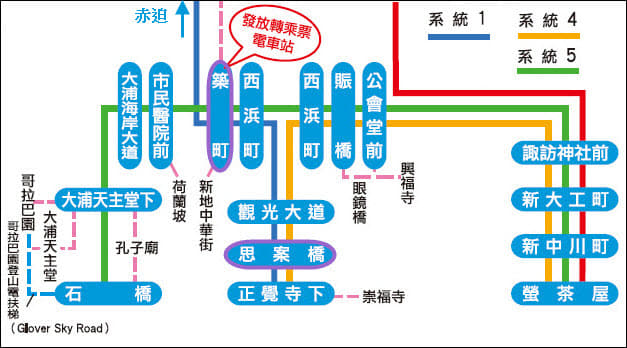 赤迫
發放轉乘票
電車站
系統1
系統4
系統5
大浦海岸大道
市民醫院前
築町
西浜町
西浜町
賑橋
公會堂前
諏訪神社前
新大工町
新中川町
螢茶屋
荷蘭坡
新地中華街
眼鏡橋
興福寺
觀光大道
思案橋
正覺寺下
崇福寺
哥拉巴園
大浦天主堂
大浦天主堂下
孔子廟
石橋
哥拉巴園登山電扶梯
(Glover Sky Road)